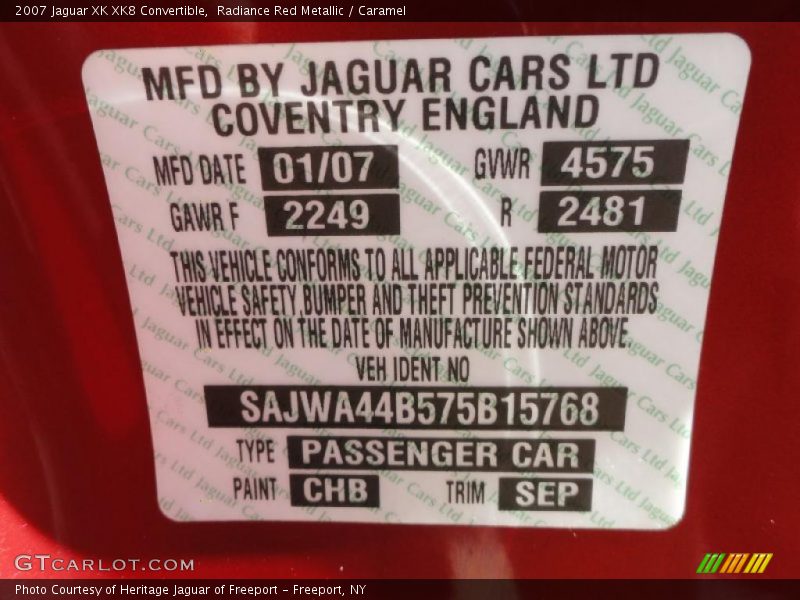 2007 Jaguar XK XK8 Convertible,  Radiance Red Metallic / Caramel
MFD BY JAGUAR CARS LTD
COVENTRY ENGLAND
MFD DATE 01/07 GVWR 4575
GAWR F 2249 R 2481
THIS VEHICLE CONFORMS TO ALL APPLICABLE FEDERAL MOTOR
VEHICLE SAFETY,BUMPER AND THEFT PREVENTION STANDARDS
IN EFFECT ON THE DATE OF MANUFACTURE SHOWN ABOVE.
VEH IDENT NO
SAJWA44B575B15768
TYPE PASSENGER CAR
PAINT CHB TRIM SEP
GTCARLOT.COM
Photo Courtesy of Heritage Jaguar of Freeport - Freeport, NY